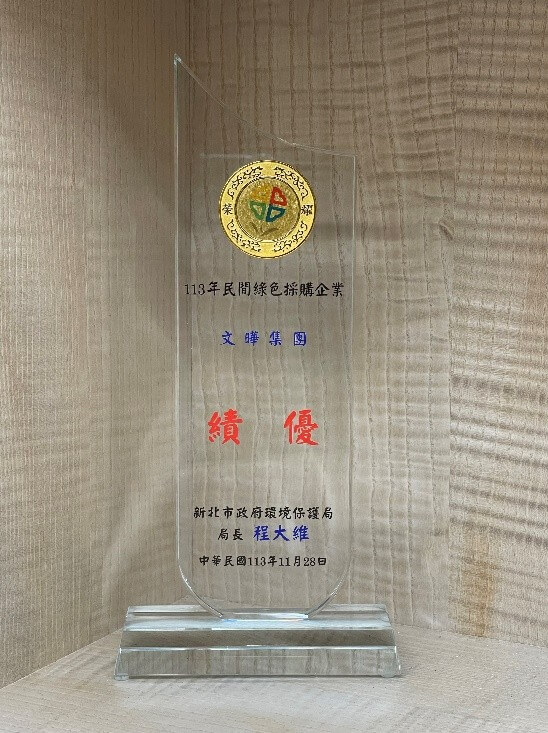 榮 耀
113年民間綠色採購企業
文曄集團
績 優
新北市政府環境保護局
局長 程大維
中華民國113年11月28日